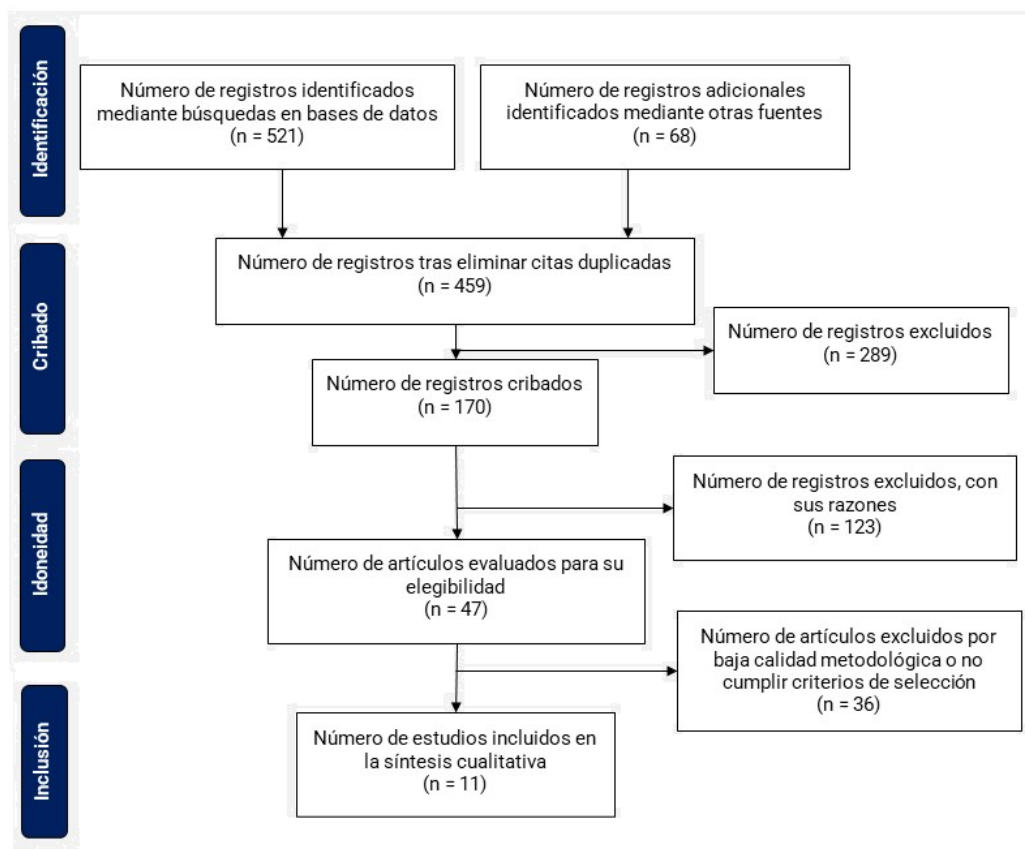 Identificación
Número de registros identificados
mediante búsquedas en bases de datos
(n = 521)
Número de registros adicionales
identificados mediante otras fuentes
(n = 68)
Cribado
Número de registros tras eliminar citas duplicadas
(n = 459)
Número de registros excluidos
(n = 289)
Número de registros cribados
(n = 170)
Idoneidad
Número de registros excluidos, con
sus razones
(n = 123)
Número de artículos evaluados para su
elegibilidad
(n = 47)
Número de artículos excluidos por
baja calidad metodológica o no
cumplir criterios de selección
(n = 36)
Inclusión
Número de estudios incluidos en
la síntesis cualitativa
(n = 11)